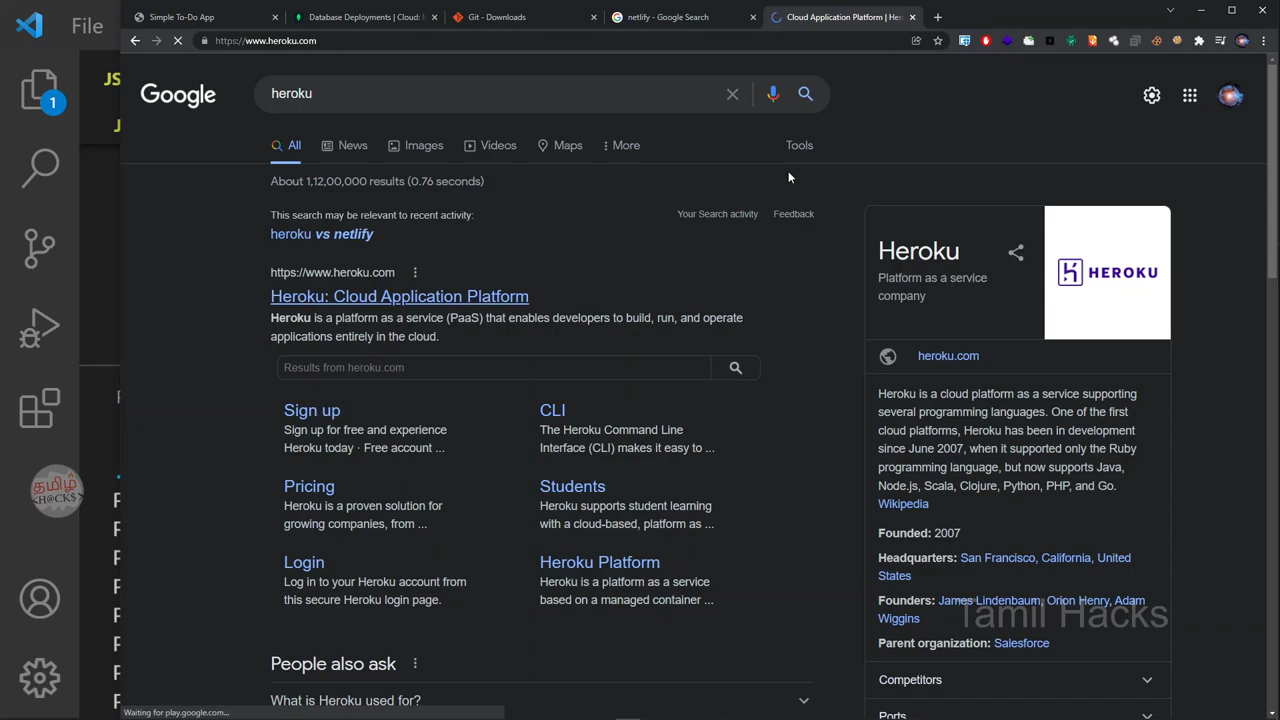 File
1
JS
J
P
P
P
P
P
P
Simple To-Do App
Database Deployments | Cloud:
Git - Downloads
netlify - Google Search
Cloud Application Platform | Her
https://www.heroku.com
Google
heroku
All
News
Images
Videos
Maps
More
Tools
About 1,12,00,000 results (0.76 seconds)
This search may be relevant to recent activity:
Your Search activity
Feedback
heroku vs netlify
https://www.heroku.com
Heroku: Cloud Application Platform
Heroku is a platform as a service (PaaS) that enables developers to build, run, and operate
applications entirely in the cloud.
Results from heroku.com
Sign up
Sign up for free and experience
Heroku today · Free account ...
CLI
The Heroku Command Line
Interface (CLI) makes it easy to ...
Pricing
Heroku is a proven solution for
growing companies, from ...
Students
Heroku supports student learning
with a cloud-based, platform as ...
Login
Log in to your Heroku account from
this secure Heroku login page.
Heroku Platform
Heroku is a platform as a service
based on a managed container ...
People also ask
What is Heroku used for?
Heroku
Platform as a service
company
HEROKU
heroku.com
Heroku is a cloud platform as a service supporting
several programming languages. One of the first
cloud platforms, Heroku has been in development
since June 2007, when it supported only the Ruby
programming language, but now supports Java,
Node.js, Scala, Clojure, Python, PHP, and Go.
Wikipedia
Founded: 2007
Headquarters: San Francisco, California, United
States
Founders: James Lindenbaum, Orion Henry, Adam
Wiggins
Parent organization: Salesforce
Competitors
Ports
Tamil Hacks
தமிழ்
<H@CK$>
Waiting for play.google.com...